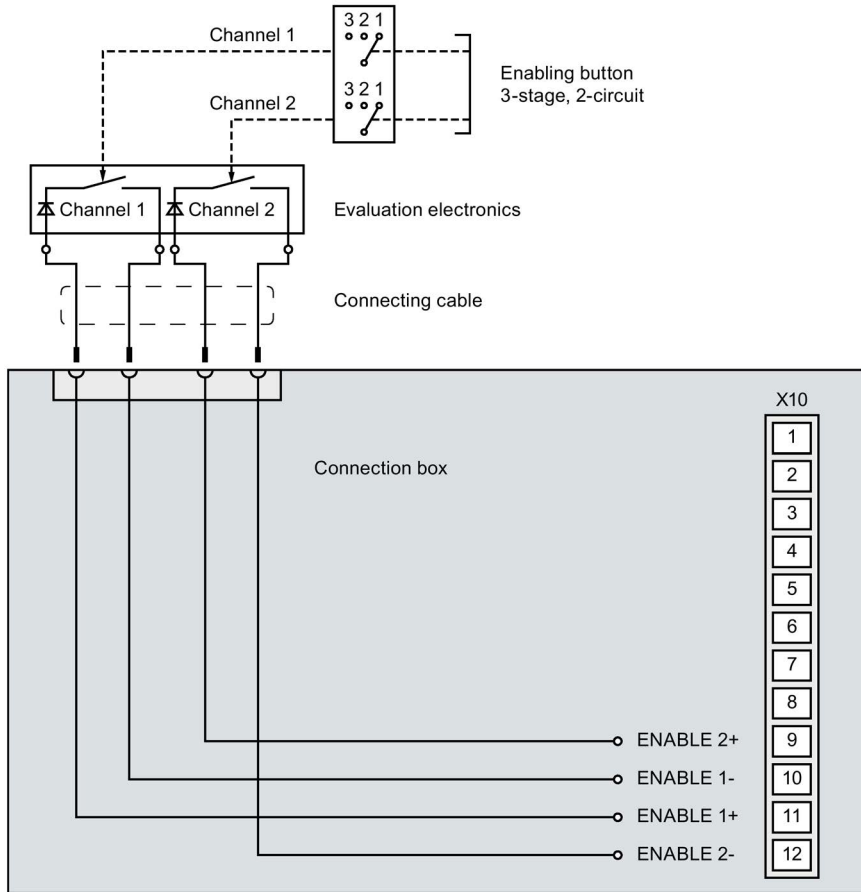 Channel 1
3 2 1
Enabling button
3-stage, 2-circuit
Channel 2
3 2 1
Channel 1
Channel 2
Evaluation electronics
Connecting cable
X10
1
Connection box
2
3
4
5
6
7
8
ENABLE 2+
9
ENABLE 1-
10
ENABLE 1+
11
ENABLE 2-
12